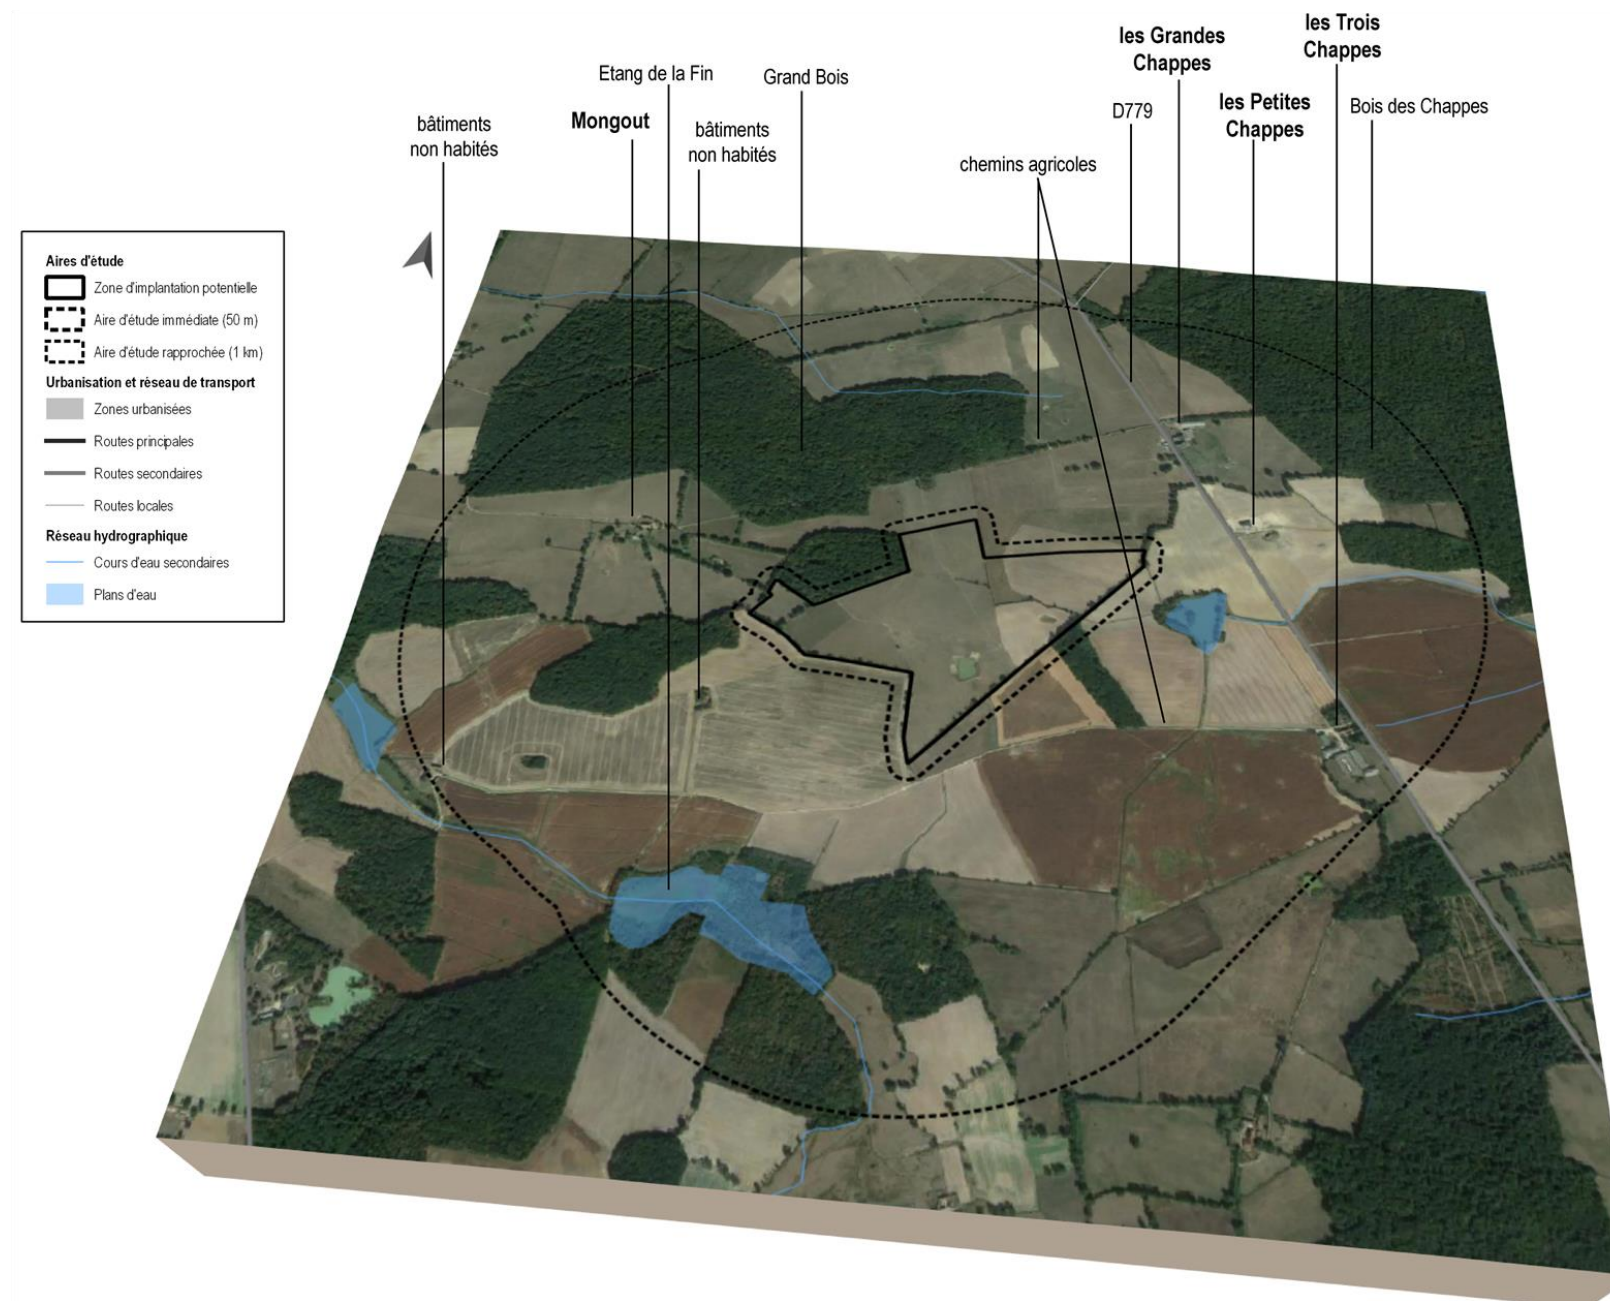 les Trois
Chappes
les Grandes
Chappes
Etang de la Fin
Grand Bois
les Petites
Chappes
D779
Bois des Chappes
Mongout
bâtiments
non habités
bâtiments
non habités
chemins agricoles
Aires d'étude
Zone d'implantation potentielle
Aire d'étude immédiate (50 m)
Aire d'étude rapprochée (1 km)
Urbanisation et réseau de transport
Zones urbanisées
Routes principales
Routes secondaires
Routes locales
Réseau hydrographique
Cours d'eau secondaires
Plans d'eau